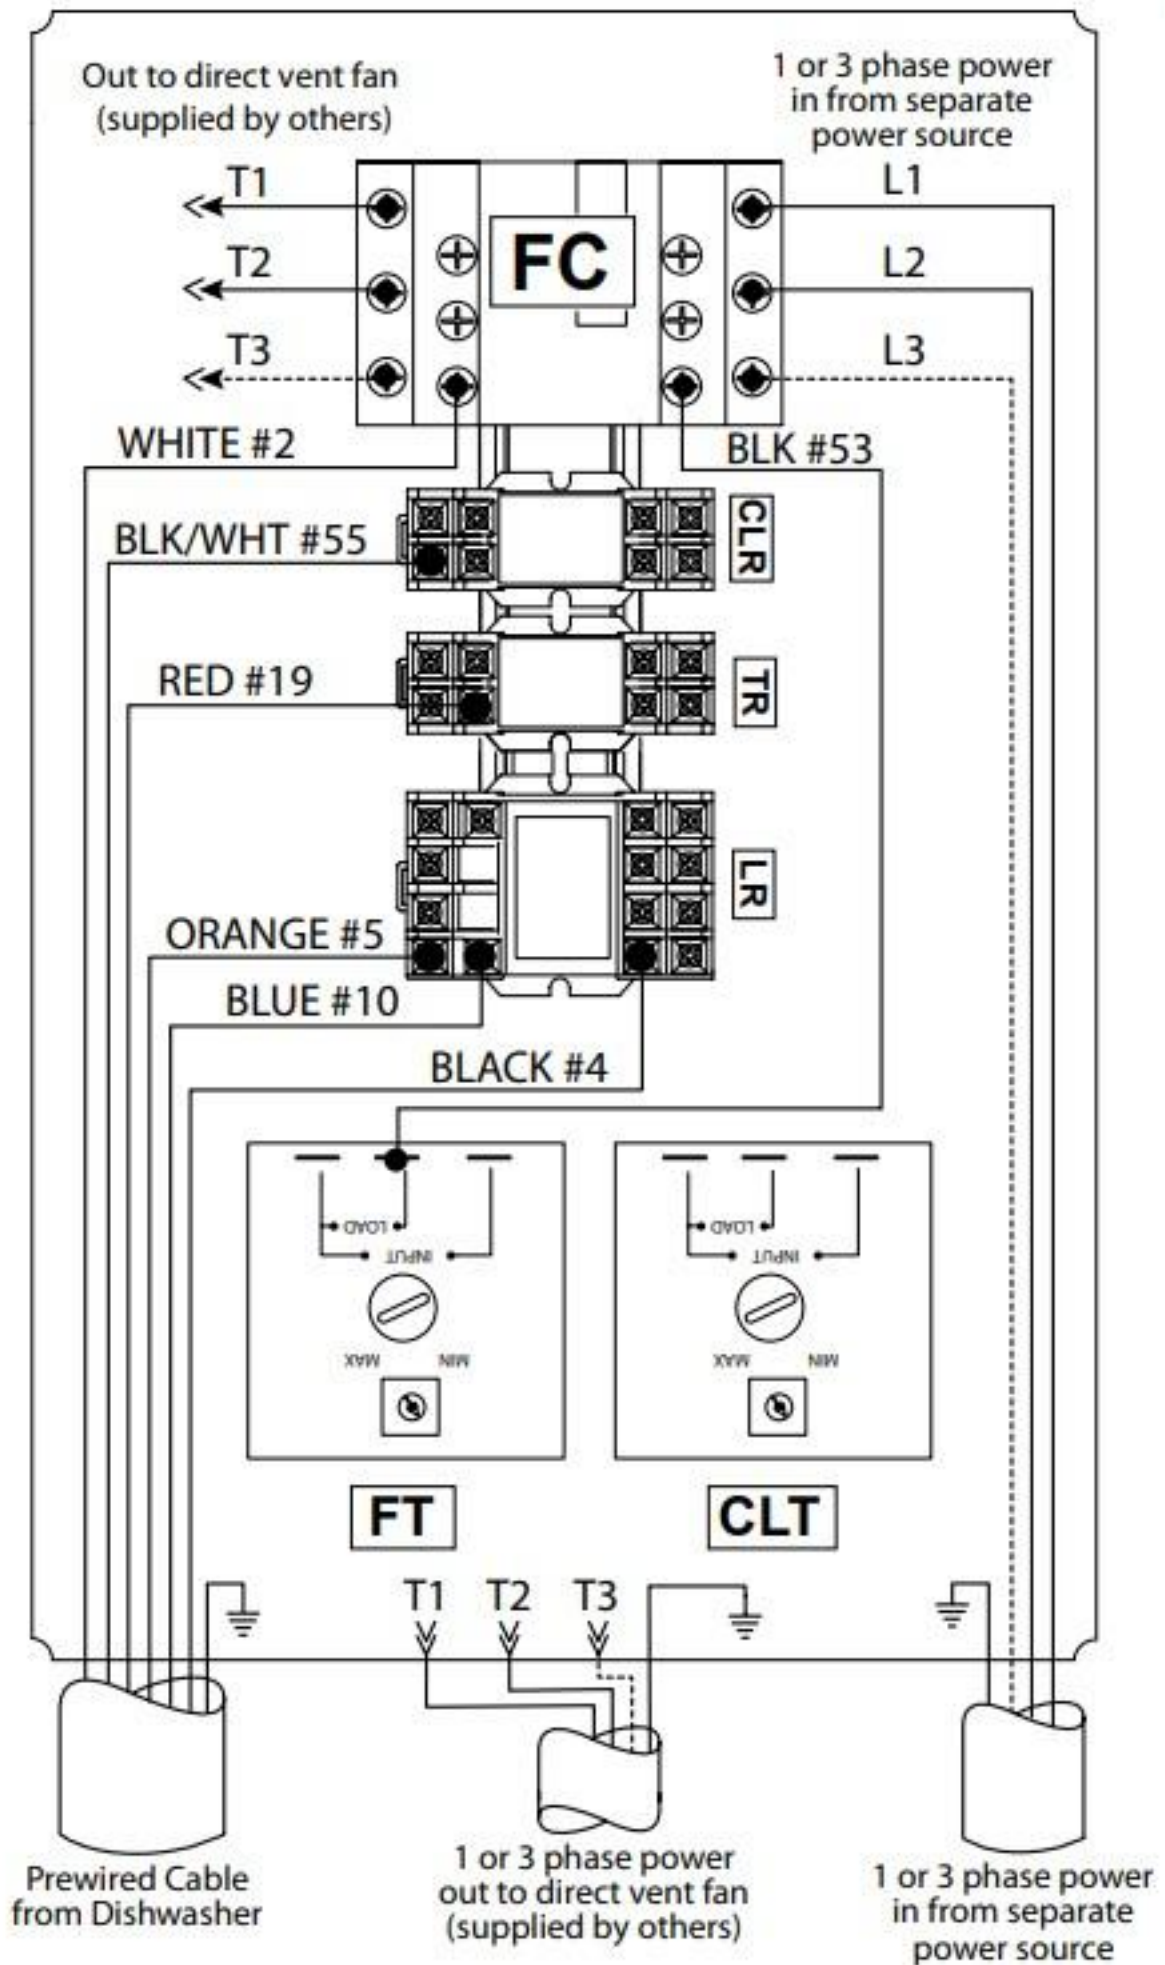 Out to direct vent fan
(supplied by others)
1 or 3 phase power
in from separate
power source
T1
L1
FC
T2
L2
T3
L3
WHITE #2
BLK #53
BLK/WHT #55
CLR
RED #19
TR
LR
ORANGE #5
BLUE #10
BLACK #4
LOAD
INPUT
MAX
MIN
LOAD
INPUT
MAX
MIN
FT
CLT
T1
T2
T3
Prewired Cable
from Dishwasher
1 or 3 phase power
out to direct vent fan
(supplied by others)
1 or 3 phase power
in from separate
power source